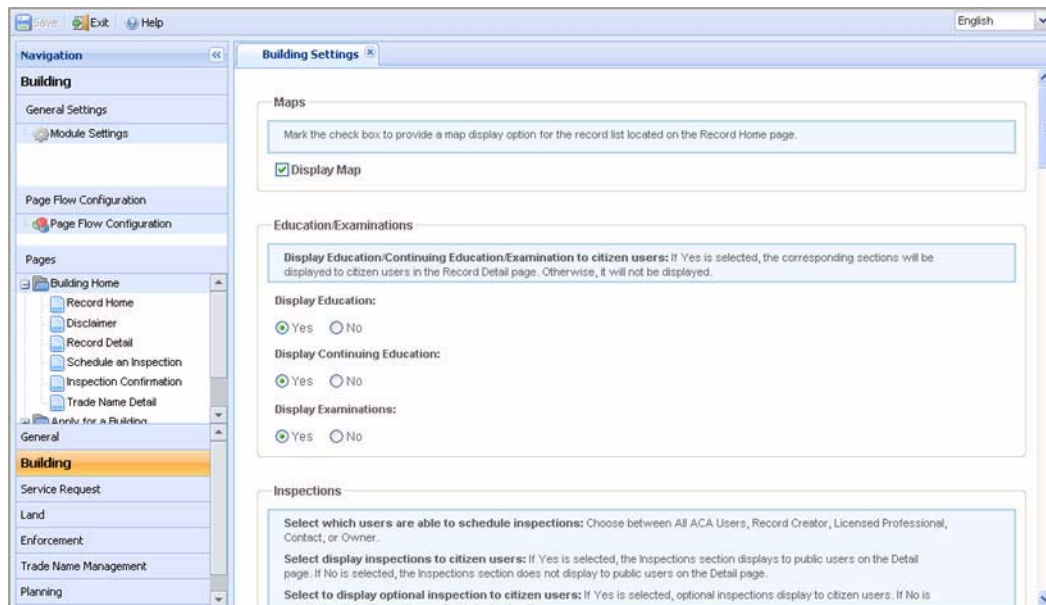 Save Exit Help English
Navigation
Building
General Settings
Module Settings
Page Flow Configuration
Page Flow Configuration
Pages
Building Home
Record Home
Disclaimer
Record Detail
Schedule an Inspection
Inspection Confirmation
Trade Name Detail
Apply for a Building
General
Building
Service Request
Land
Enforcement
Trade Name Management
Planning
Building Settings
Maps
Mark the check box to provide a map display option for the record list located on the Record Home page.
Display Map
Education/Examinations
Display Education/Continuing Education/Examination to citizen users: If Yes is selected, the corresponding sections will be
displayed to citizen users in the Record Detail page. Otherwise, it will not be displayed.
Display Education:
Yes No
Display Continuing Education:
Yes No
Display Examinations:
Yes No
Inspections
Select which users are able to schedule inspections: Choose between All ACA Users, Record Creator, Licensed Professional,
Contact, or Owner.
Select display inspections to citizen users: If Yes is selected, the Inspections section displays to public users on the Detail
page. If No is selected, the Inspections section does not display to public users on the Detail page.
Select to display optional inspection to citizen users: If Yes is selected, optional inspections display to citizen users. If No is